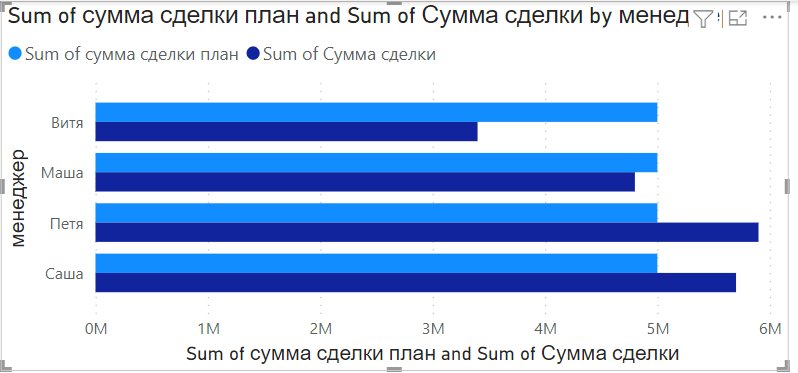 Sum of сумма сделки план and Sum of Сумма сделки by менед
Sum of сумма сделки план Sum of Сумма сделки
менеджер
Витя
Маша
Петя
Саша
0M 1M 2M 3M 4M 5M 6M
Sum of сумма сделки план and Sum of Сумма сделки